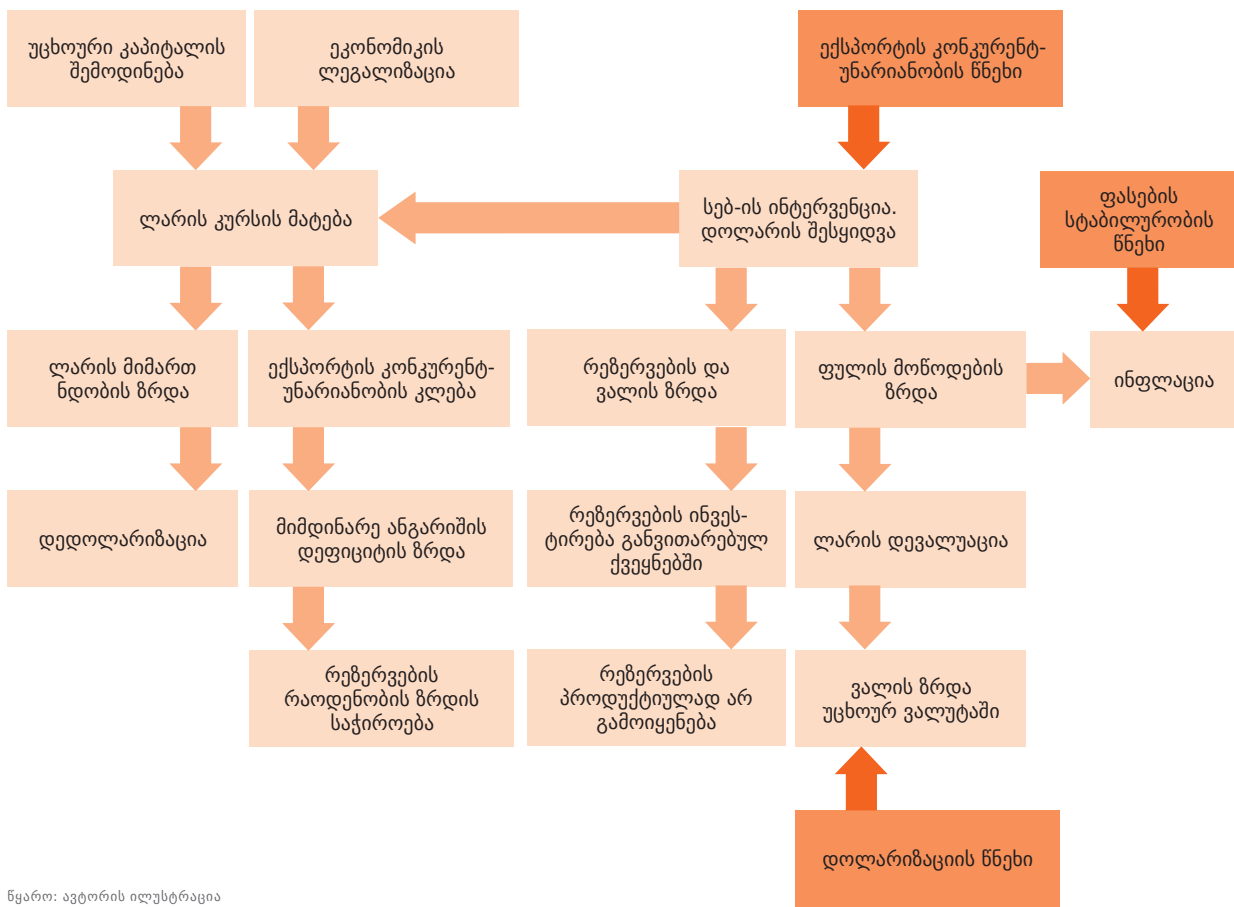 უცხოური კაპიტალის
შემოდინება
ეკონომიკის
ლეგალიზაცია
ექსპორტის კონკურენტ-
უნარიანობის წნეხი
ლარის კურსის მატება
სებ-ის ინტერვენცია.
დოლარის შესყიდვა
ფასების
სტაბილურობის
წნეხი
ლარის მიმართ
ნდობის ზრდა
ექსპორტის კონკურენტ-
უნარიანობის კლება
რეზერვების და
ვალის ზრდა
ფულის მოწოდების
ზრდა
ინფლაცია
დედოლარიზაცია
მიმდინარე ანგარიშის
დეფიციტის ზრდა
რეზერვების ინვეს-
ტირება განვითარებულ
ქვეყნებში
ლარის დევალუაცია
რეზერვების
რაოდენობის ზრდის
საჭიროება
რეზერვების
პროდუქტიულად არ
გამოიყენება
ვალის ზრდა
უცხოურ ვალუტაში
დოლარიზაციის წნეხი
წყარო: ავტორის ილუსტრაცია